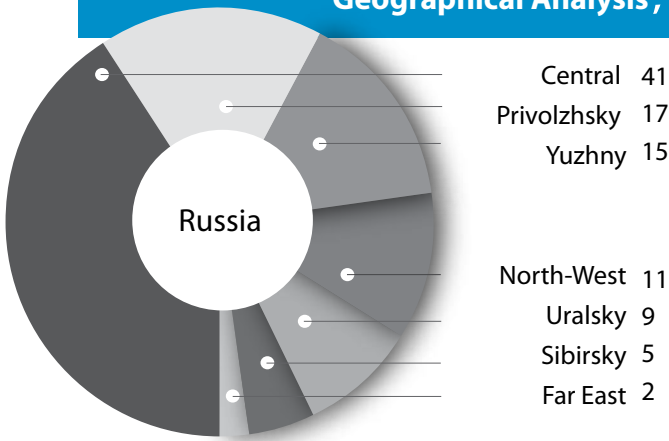 Geographical Analysis,
Central 41
Privolzhsky 17
Yuzhny 15
Russia
North-West 11
Uralsky 9
Sibirsky 5
Far East 2